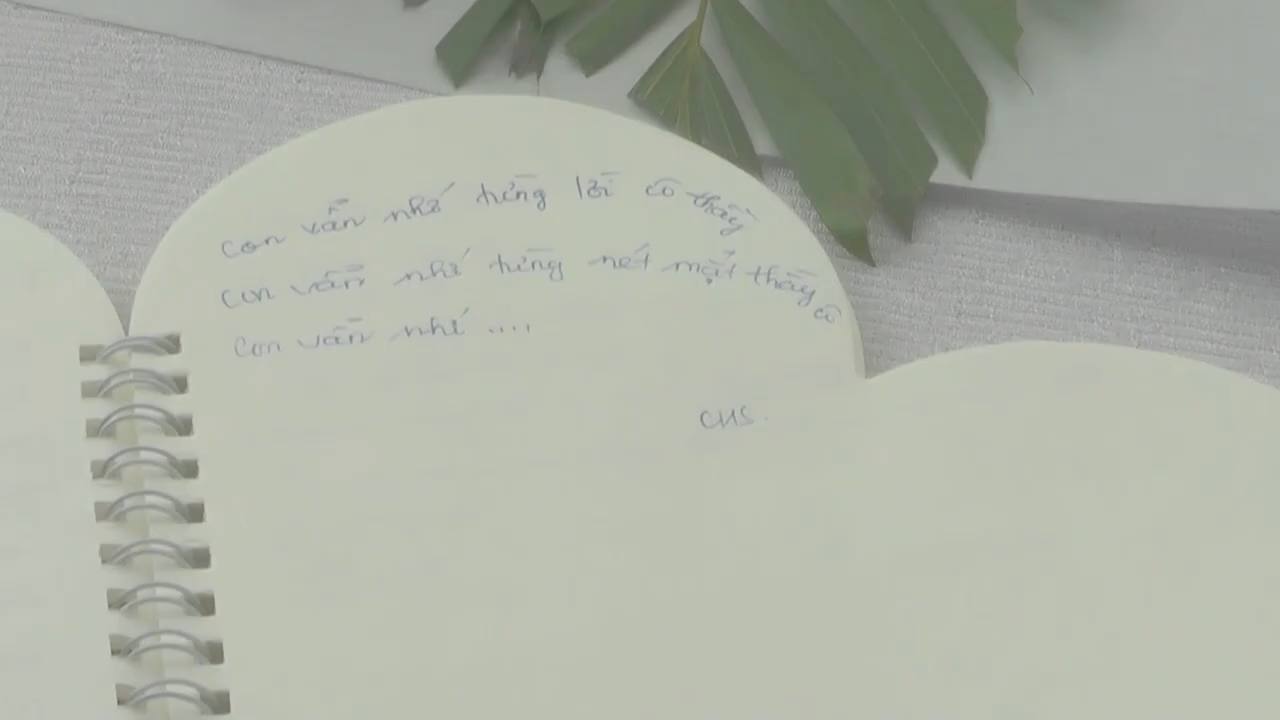 con vẫn nhớ từng lời cô thầy
con vẫn nhớ từng nét mặt thầy cô
con vẫn nhớ ....
CHS.